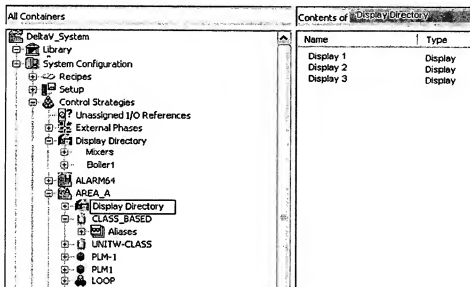 All Containers
DeltaV_System
Library
System Configuration
Recipes
Setup
Control Strategies
Unassigned I/O References
External Phases
Display Directory
Mixers
Boiler1
ALARM64
AREA_A
Display Directory
CLASS_BASED
Aliases
UNITW-CLASS
PLM-1
PLM1
LOOP
Contents of 'Display Directory'
Name Type
Display 1 Display
Display 2 Display
Display 3 Display